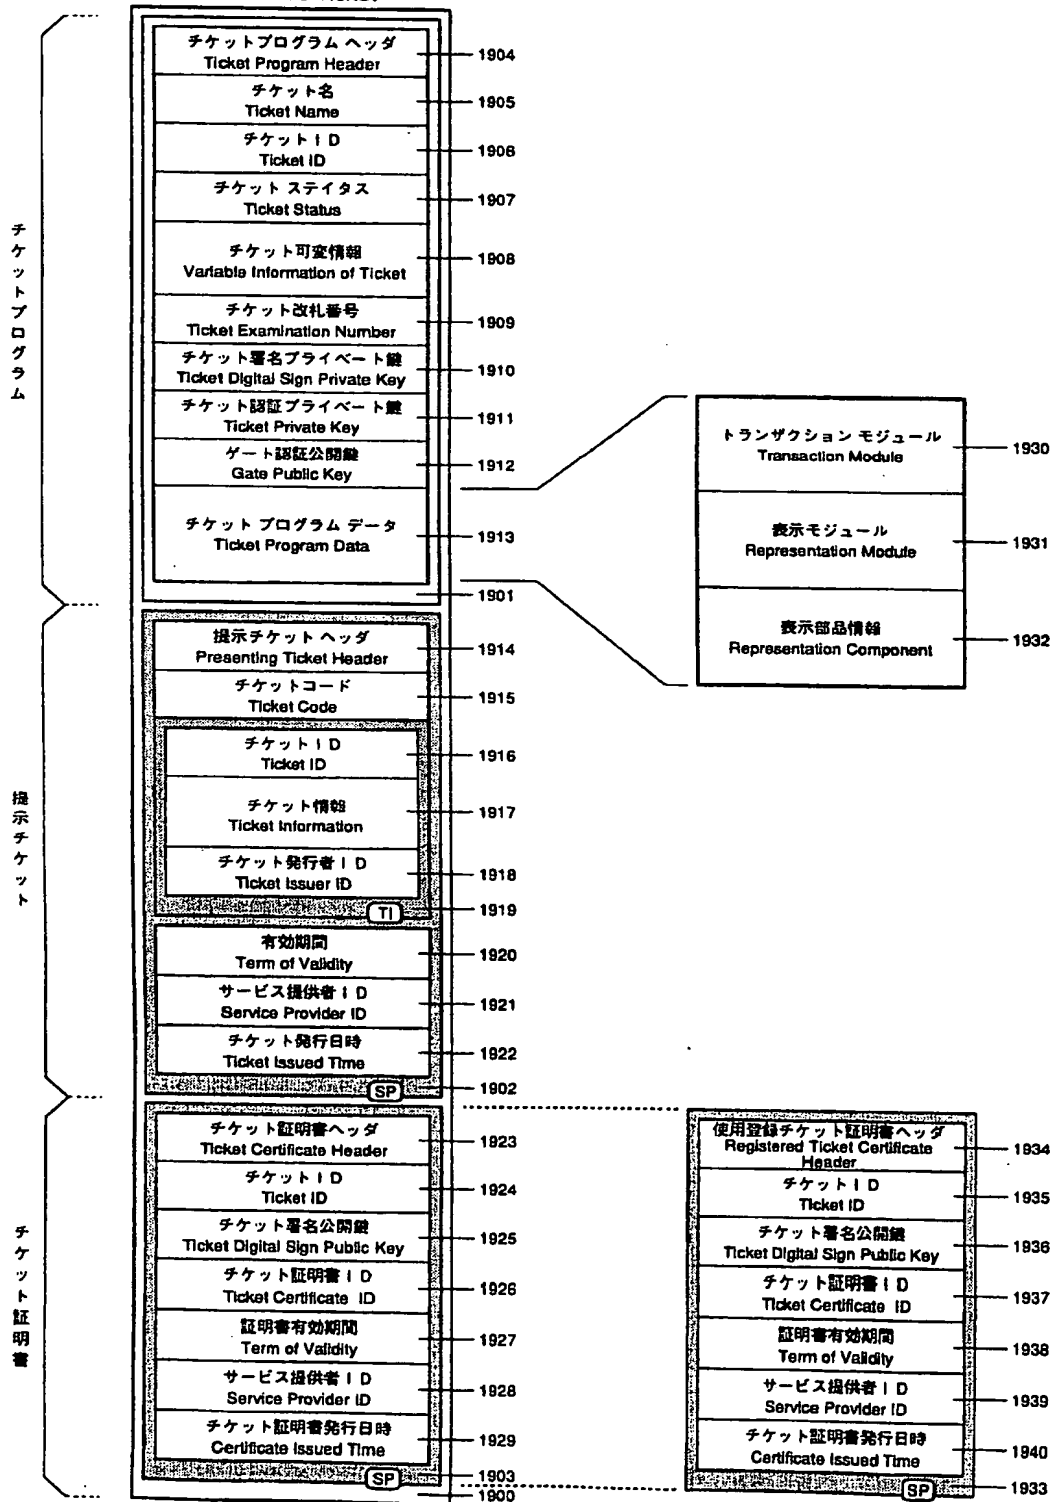 チケットプログラム ヘッダ
Ticket Program Header
1904
チケット名
Ticket Name
1905
チケットID
Ticket ID
1906
チケット ステイタス
Ticket Status
1907
チケット可変情報
Variable Information of Ticket
1908
チケット改札番号
Ticket Examination Number
1909
チケット署名プライベート鍵
Ticket Digital Sign Private Key
1910
チケット認証プライベート鍵
Ticket Private Key
1911
ゲート認証公開鍵
Gate Public Key
1912
チケット プログラム データ
Ticket Program Data
1913
1901
チケットプログラム
トランザクション モジュール
Transaction Module
1930
表示モジュール
Representation Module
1931
表示部品情報
Representation Component
1932
提示チケット ヘッダ
Presenting Ticket Header
1914
チケットコード
Ticket Code
1915
チケットID
Ticket ID
1916
チケット情報
Ticket Information
1917
チケット発行者ID
Ticket Issuer ID
1918
TI
1919
有効期間
Term of Validity
1920
サービス提供者ID
Service Provider ID
1921
チケット発行日時
Ticket Issued Time
1922
SP
1902
提示チケット
チケット証明書ヘッダ
Ticket Certificate Header
1923
チケットID
Ticket ID
1924
チケット署名公開鍵
Ticket Digital Sign Public Key
1925
チケット証明書ID
Ticket Certificate ID
1926
証明書有効期間
Term of Validity
1927
サービス提供者ID
Service Provider ID
1928
チケット証明書発行日時
Certificate Issued Time
1929
SP
1903
1900
チケット証明書
使用登録チケット証明書ヘッダ
Registered Ticket Certificate
Header
1934
チケットID
Ticket ID
1935
チケット署名公開鍵
Ticket Digital Sign Public Key
1936
チケット証明書ID
Ticket Certificate ID
1937
証明書有効期間
Term of Validity
1938
サービス提供者ID
Service Provider ID
1939
チケット証明書発行日時
Certificate Issued Time
1940
SP
1933